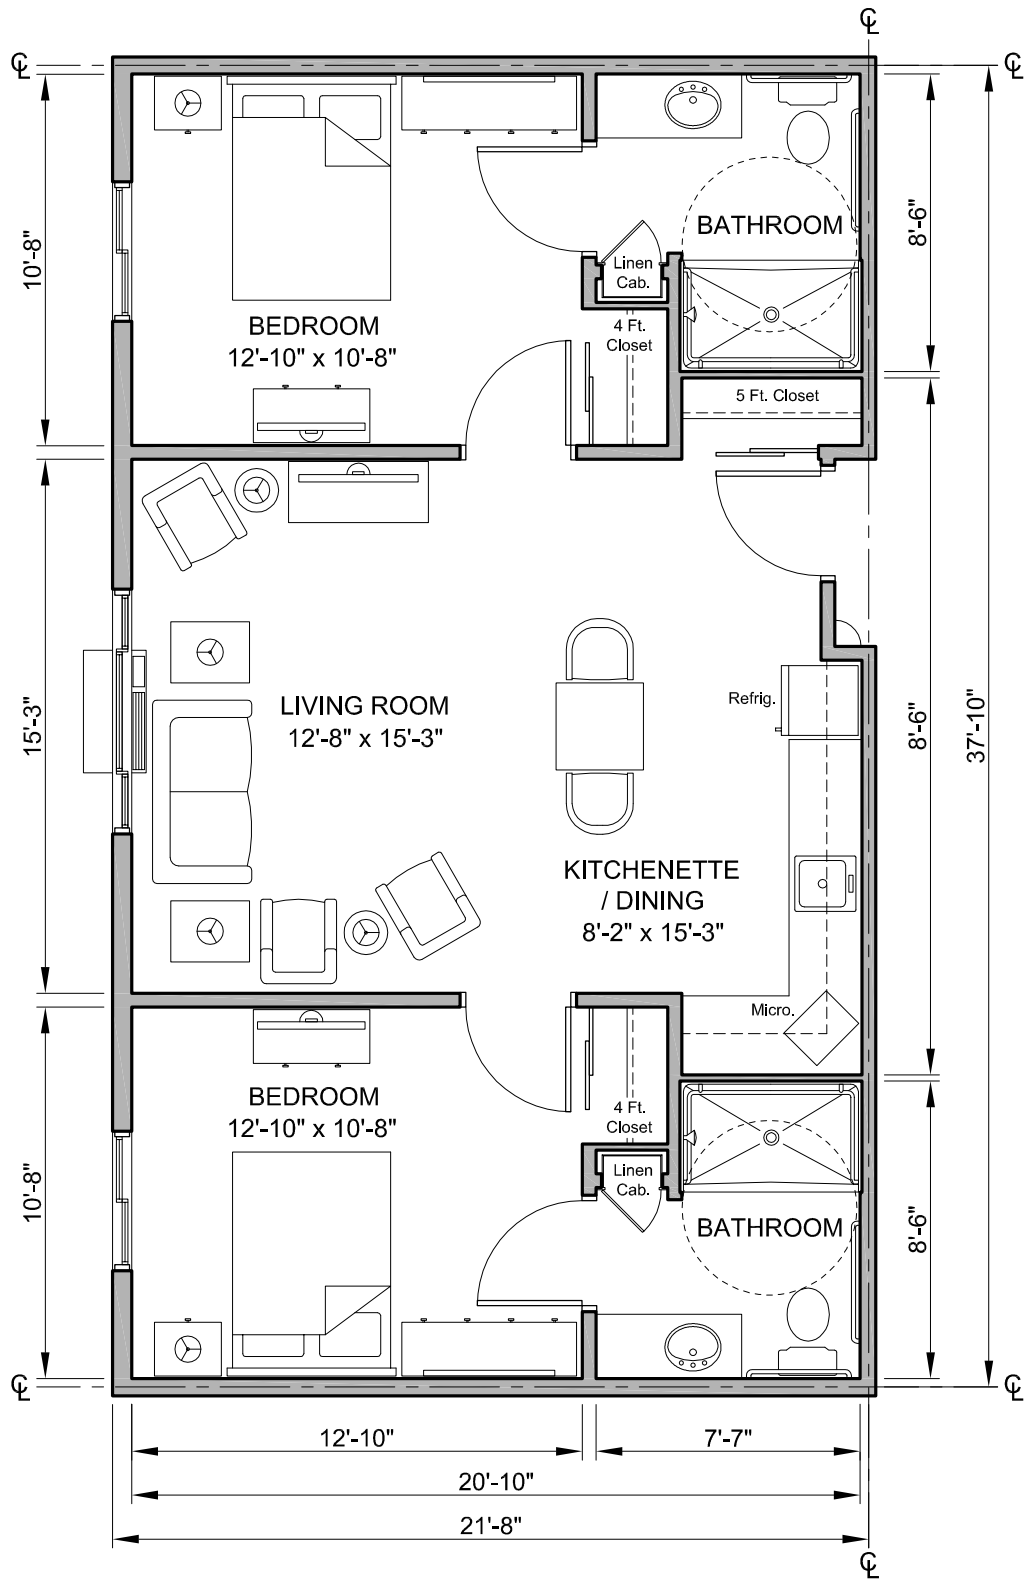 ℄
℄
℄
10'-8"
8'-6"
BATHROOM
Linen
Cab.
BEDROOM
12'-10" x 10'-8"
4 Ft.
Closet
5 Ft. Closet
15'-3"
LIVING ROOM
12'-8" x 15'-3"
Refrig.
8'-6"
37'-10"
KITCHENETTE
/ DINING
8'-2" x 15'-3"
Micro.
BEDROOM
12'-10" x 10'-8"
4 Ft.
Closet
Linen
Cab.
BATHROOM
10'-8"
8'-6"
℄
℄
12'-10"
7'-7"
20'-10"
21'-8"
℄